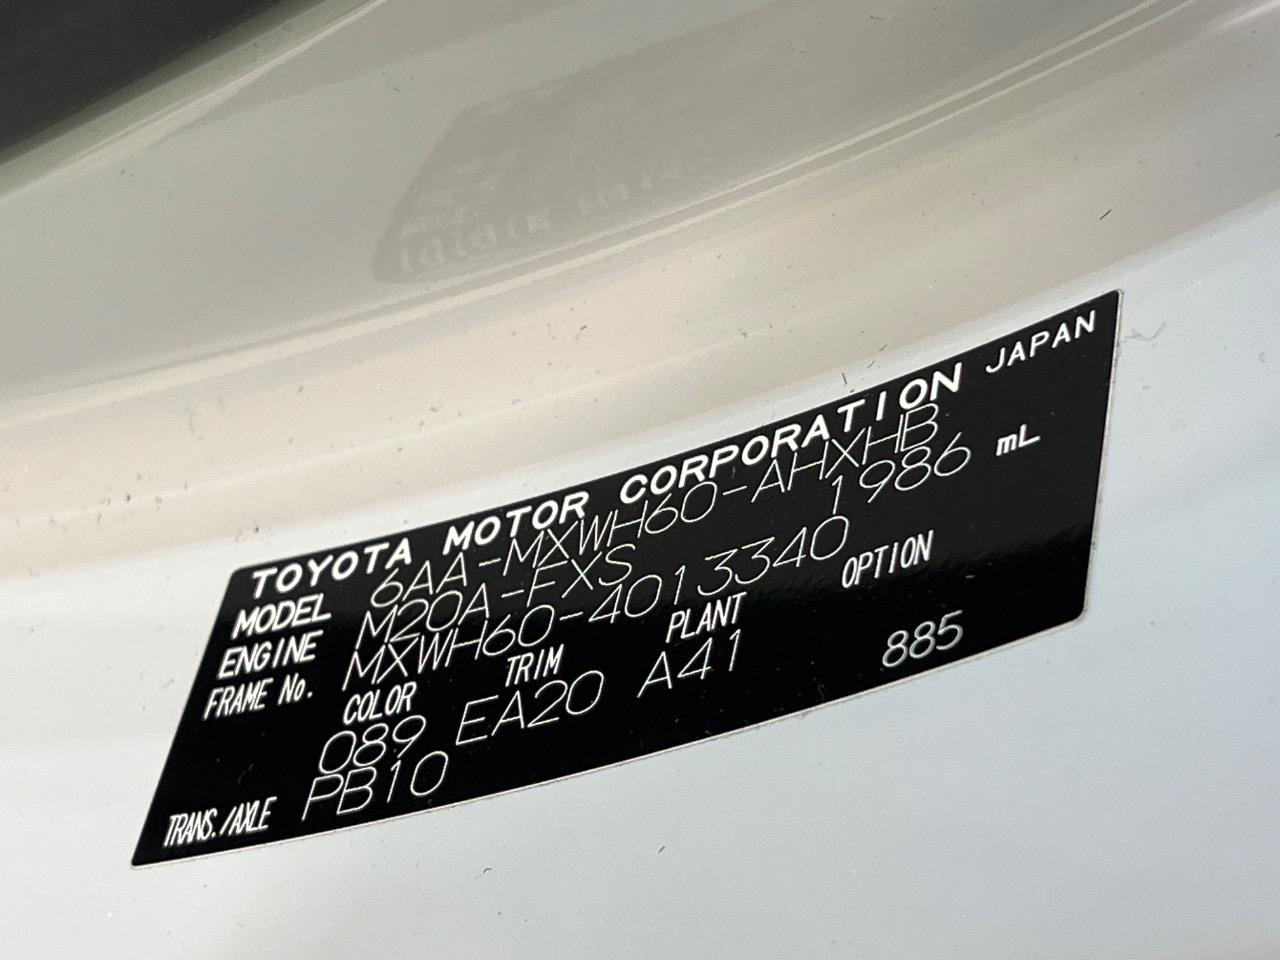 TOYOTA MOTOR CORPORATION JAPAN
MODEL 6AA-MXWH60-AHXHB
ENGINE M20A-FXS 1986 mL
FRAME No. MXWH60-4013340
COLOR TRIM PLANT OPTION
089 EA20 A41 885
TRANS./AXLE PB10